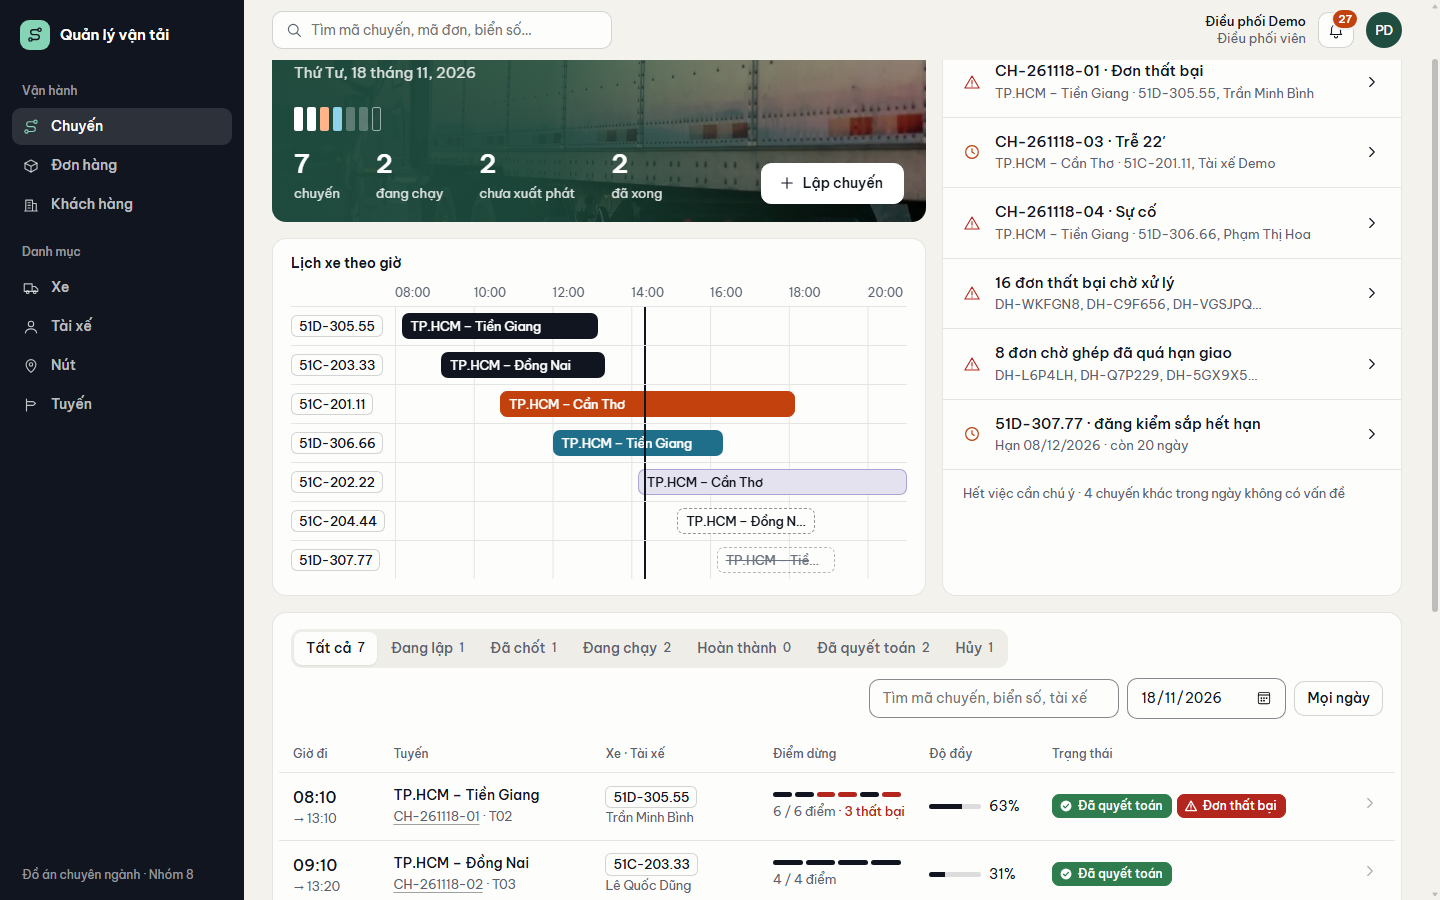 Quản lý vận tải
Vận hành
Chuyến
Đơn hàng
Khách hàng
Danh mục
Xe
Tài xế
Nút
Tuyến
Đồ án chuyên ngành · Nhóm 8
Tìm mã chuyến, mã đơn, biển số...
Điều phối Demo
Điều phối viên
27
PD
Thứ Tư, 18 tháng 11, 2026
7 chuyến
2 đang chạy
2 chưa xuất phát
2 đã xong
Lập chuyến
CH-261118-01 · Đơn thất bại
TP.HCM – Tiền Giang · 51D-305.55, Trần Minh Bình
CH-261118-03 · Trễ 22′
TP.HCM – Cần Thơ · 51C-201.11, Tài xế Demo
CH-261118-04 · Sự cố
TP.HCM – Tiền Giang · 51D-306.66, Phạm Thị Hoa
16 đơn thất bại chờ xử lý
DH-WKFGN8, DH-C9F656, DH-VGSJPQ...
8 đơn chờ ghép đã quá hạn giao
DH-L6P4LH, DH-Q7P229, DH-5GX9X5...
51D-307.77 · đăng kiểm sắp hết hạn
Hạn 08/12/2026 · còn 20 ngày
Hết việc cần chú ý · 4 chuyến khác trong ngày không có vấn đề
Lịch xe theo giờ
08:00 10:00 12:00 14:00 16:00 18:00 20:00
51D-305.55 TP.HCM – Tiền Giang
51C-203.33 TP.HCM – Đồng Nai
51C-201.11 TP.HCM – Cần Thơ
51D-306.66 TP.HCM – Tiền Giang
51C-202.22 TP.HCM – Cần Thơ
51C-204.44 TP.HCM – Đồng N...
51D-307.77 TP.HCM – Tiề...
Tất cả 7 Đang lập 1 Đã chốt 1 Đang chạy 2 Hoàn thành 0 Đã quyết toán 2 Hủy 1
Tìm mã chuyến, biển số, tài xế 18/11/2026 Mọi ngày
Giờ đi Tuyến Xe · Tài xế Điểm dừng Độ đầy Trạng thái
08:10 TP.HCM – Tiền Giang 51D-305.55 63% Đã quyết toán Đơn thất bại
→ 13:10 CH-261118-01 · T02 Trần Minh Bình 6 / 6 điểm · 3 thất bại
09:10 TP.HCM – Đồng Nai 51C-203.33 31% Đã quyết toán
→ 13:20 CH-261118-02 · T03 Lê Quốc Dũng 4 / 4 điểm